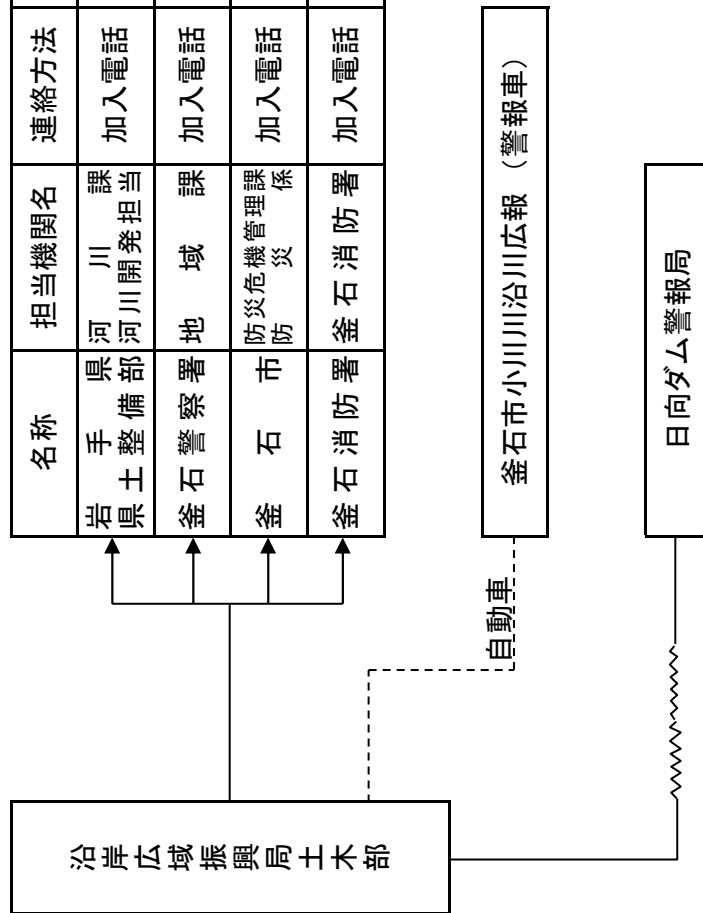 沿岸広域振興局土木部
名称 担当機関名 連絡方法
岩手県 河川課 加入電話
県土整備部 河川開発担当
釜石警察署 地域課 加入電話
釜石市 防災危機管理課 加入電話
防災係
釜石消防署 釜石消防署 加入電話
自動車
釜石市小川川沿川広報（警報車）
日向ダム警報局